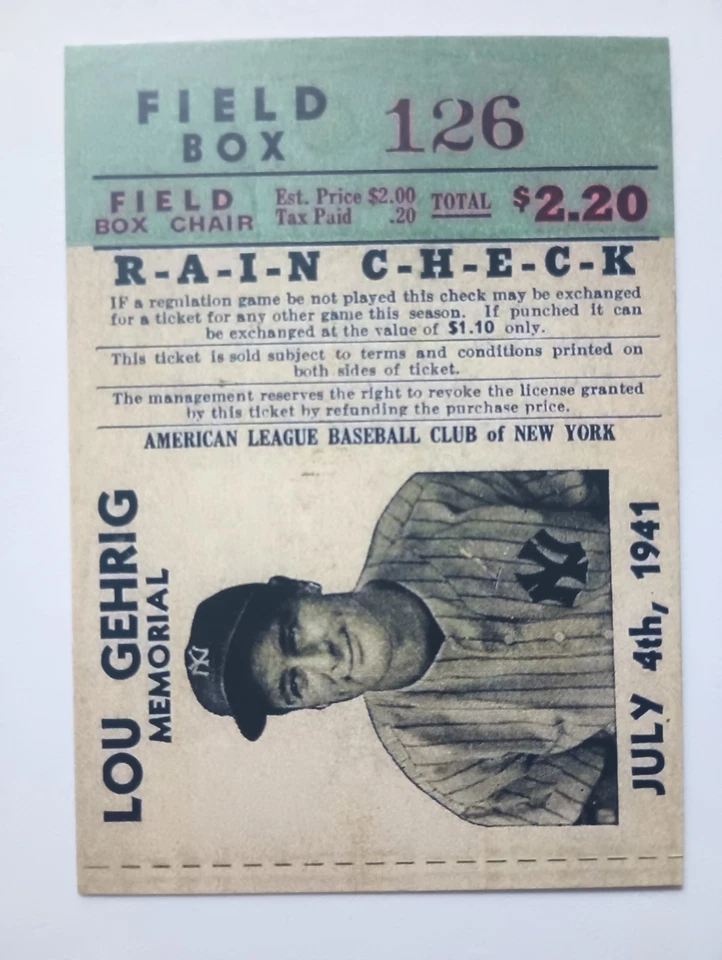 FIELD
BOX
126
FIELD
BOX CHAIR
Est. Price $2.00
Tax Paid .20
TOTAL
$2.20
R-A-I-N C-H-E-C-K
IF a regulation game be not played this check may be exchanged
for a ticket for any other game this season. If punched it can
be exchanged at the value of $1.10 only.
This ticket is sold subject to terms and conditions printed on
both sides of ticket.
The management reserves the right to revoke the license granted
by this ticket by refunding the purchase price.
AMERICAN LEAGUE BASEBALL CLUB of NEW YORK
LOU GEHRIG
MEMORIAL
NY
NY
JULY 4th, 1941